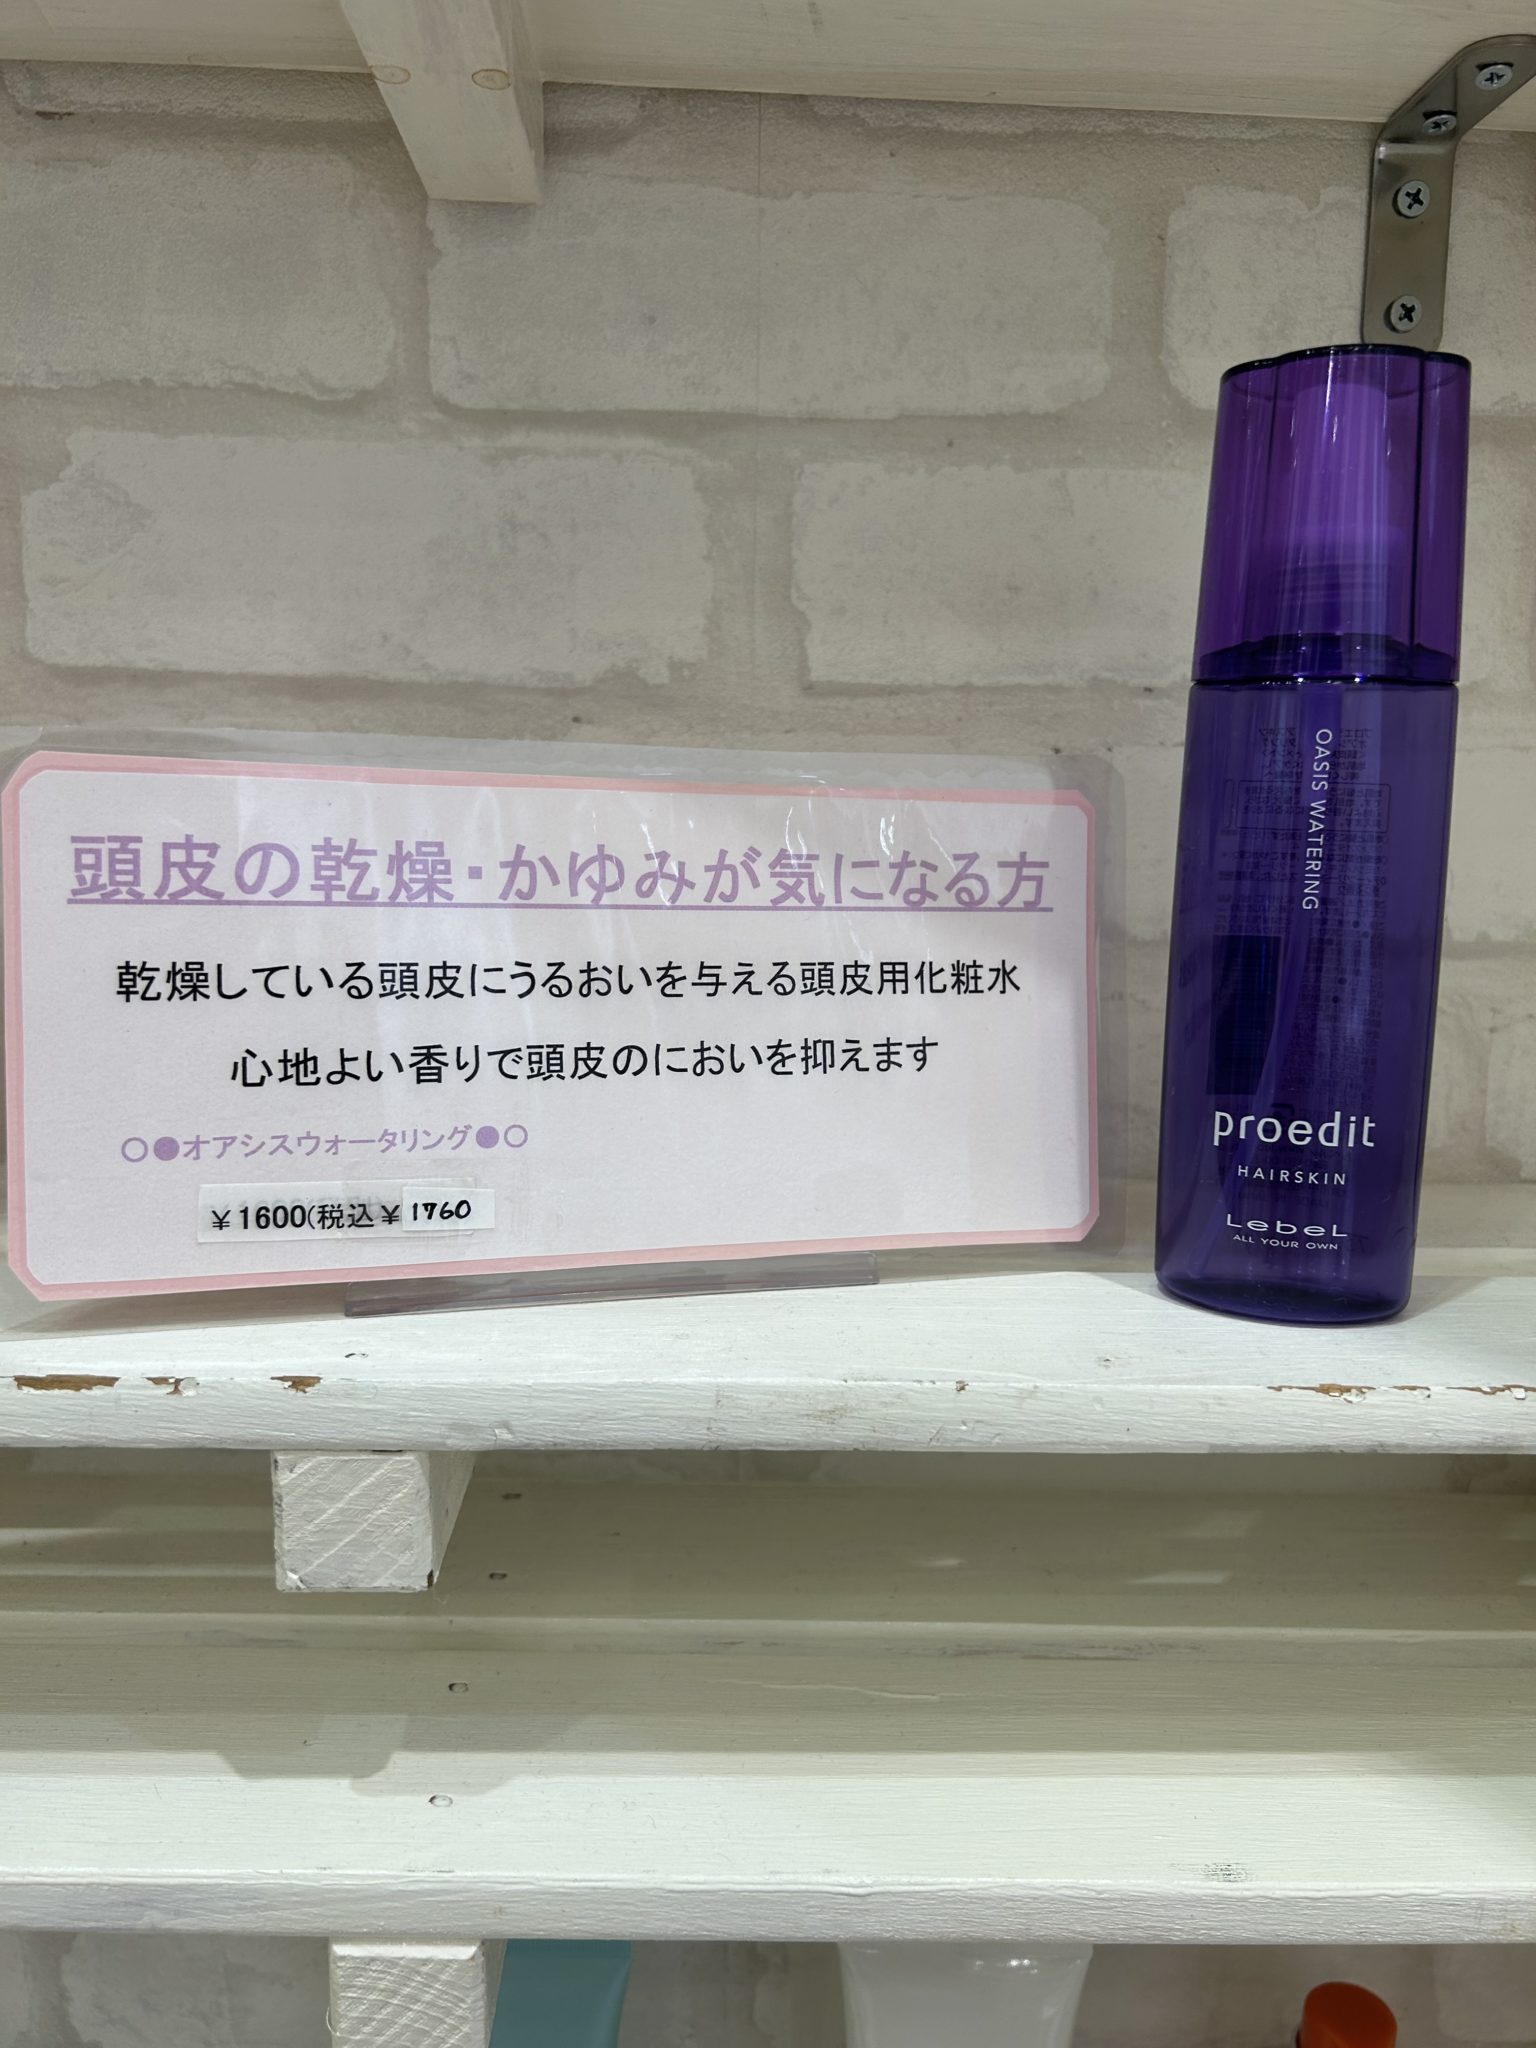 頭皮の乾燥・かゆみが気になる方
乾燥している頭皮にうるおいを与える頭皮用化粧水
心地よい香りで頭皮のにおいを抑えます
○●オアシスウォータリング●○
￥1600(税込￥1760
OASIS WATERING
proedit
HAIRSKIN
LebeL
ALL YOUR OWN